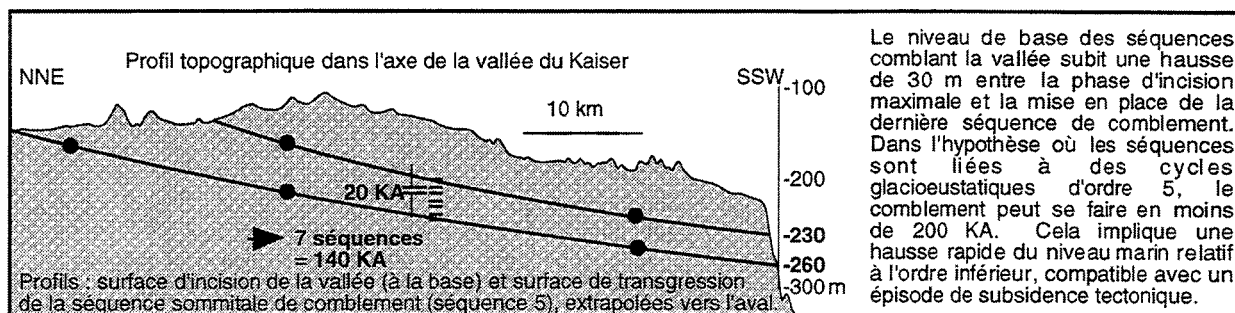 Profil topographique dans l'axe de la vallée du Kaiser
NNE
SSW
-100
10 km
-200
20 KA
-230
7 séquences
= 140 KA
-260
-300 m
Profils : surface d'incision de la vallée (à la base) et surface de transgression
de la séquence sommitale de comblement (séquence 5), extrapolées vers l'aval
Le niveau de base des séquences
comblant la vallée subit une hausse
de 30 m entre la phase d'incision
maximale et la mise en place de la
dernière séquence de comblement.
Dans l'hypothèse où les séquences
sont liées à des cycles
glacioeustatiques d'ordre 5, le
comblement peut se faire en moins
de 200 KA. Cela implique une
hausse rapide du niveau marin relatif
à l'ordre inférieur, compatible avec un
épisode de subsidence tectonique.